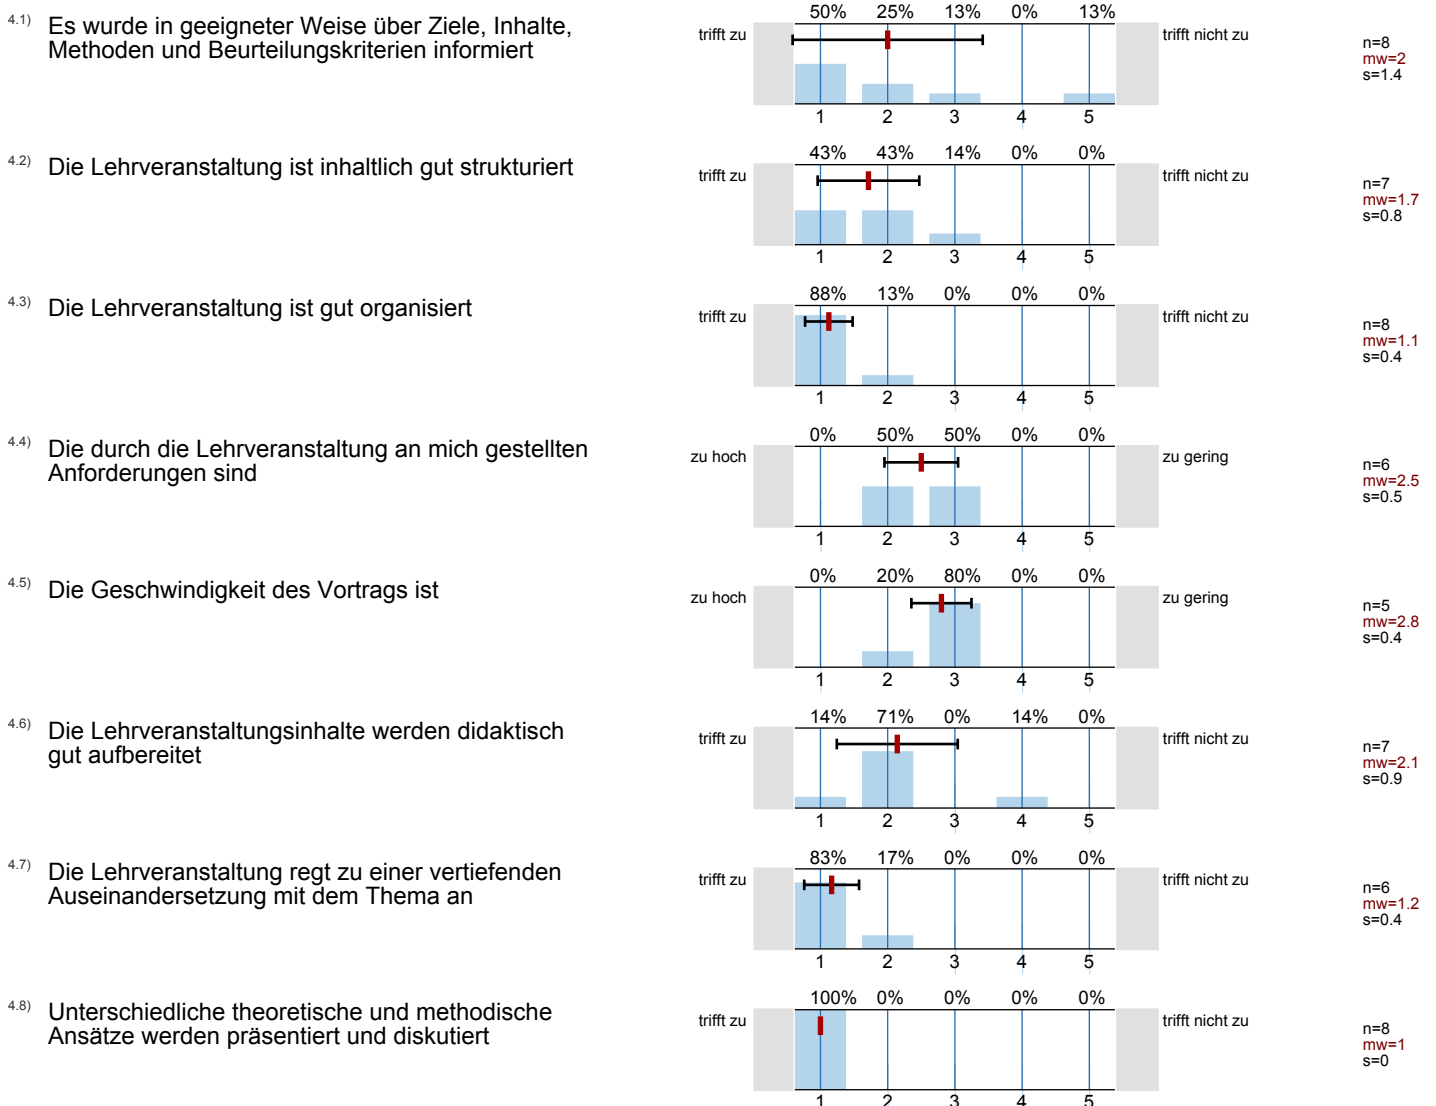 4.1) Es wurde in geeigneter Weise über Ziele, Inhalte,
Methoden und Beurteilungskriterien informiert
50% 25% 13% 0% 13%
trifft zu trifft nicht zu
n=8
mw=2
s=1.4
1 2 3 4 5
4.2) Die Lehrveranstaltung ist inhaltlich gut strukturiert
43% 43% 14% 0% 0%
trifft zu trifft nicht zu
n=7
mw=1.7
s=0.8
1 2 3 4 5
4.3) Die Lehrveranstaltung ist gut organisiert
88% 13% 0% 0% 0%
trifft zu trifft nicht zu
n=8
mw=1.1
s=0.4
1 2 3 4 5
4.4) Die durch die Lehrveranstaltung an mich gestellten
Anforderungen sind
0% 50% 50% 0% 0%
zu hoch zu gering
n=6
mw=2.5
s=0.5
1 2 3 4 5
4.5) Die Geschwindigkeit des Vortrags ist
0% 20% 80% 0% 0%
zu hoch zu gering
n=5
mw=2.8
s=0.4
1 2 3 4 5
4.6) Die Lehrveranstaltungsinhalte werden didaktisch
gut aufbereitet
14% 71% 0% 14% 0%
trifft zu trifft nicht zu
n=7
mw=2.1
s=0.9
1 2 3 4 5
4.7) Die Lehrveranstaltung regt zu einer vertiefenden
Auseinandersetzung mit dem Thema an
83% 17% 0% 0% 0%
trifft zu trifft nicht zu
n=6
mw=1.2
s=0.4
1 2 3 4 5
4.8) Unterschiedliche theoretische und methodische
Ansätze werden präsentiert und diskutiert
100% 0% 0% 0% 0%
trifft zu trifft nicht zu
n=8
mw=1
s=0
1 2 3 4 5